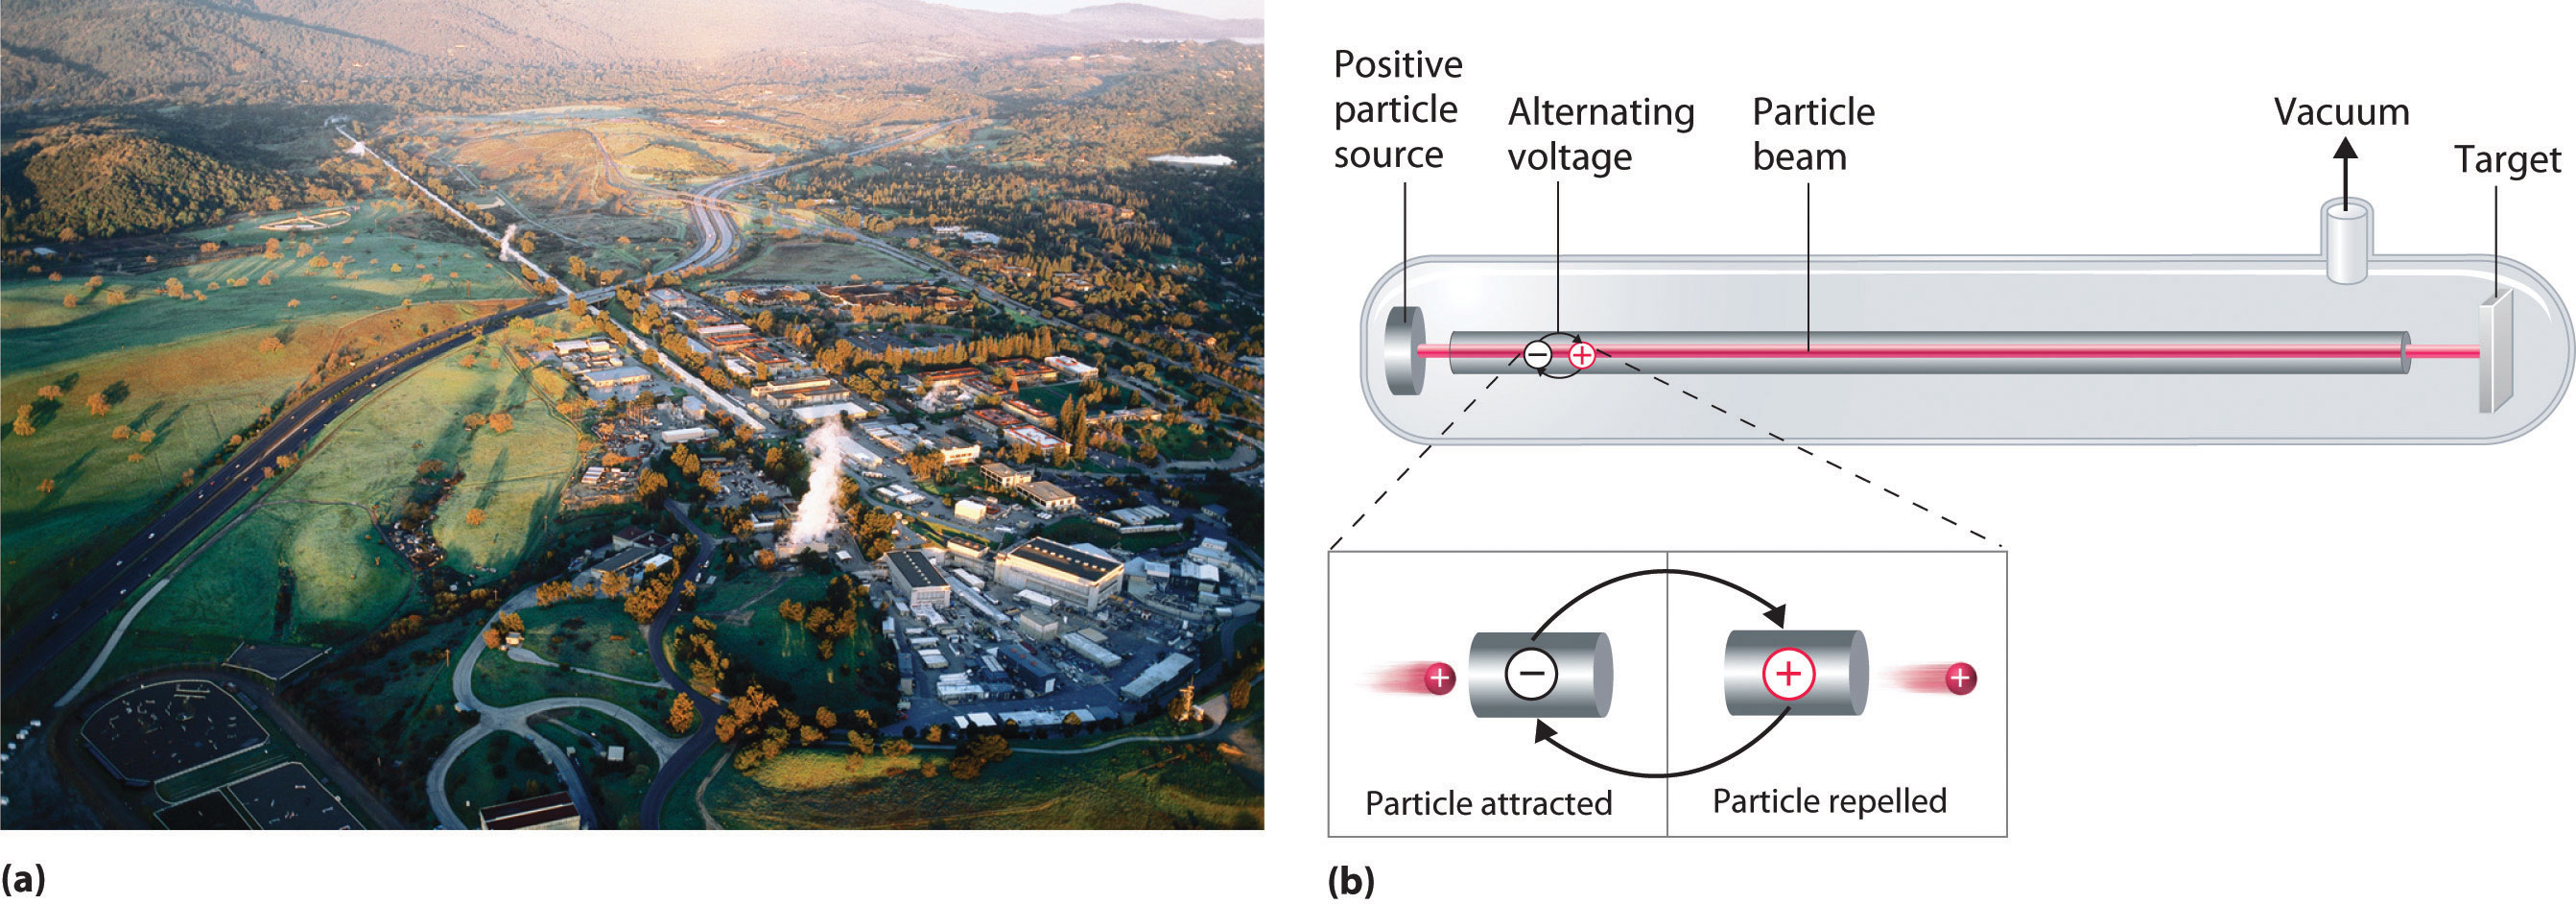 Positive
particle
source
Alternating
voltage
Particle
beam
Vacuum
Target
−
+
+
−
+
+
Particle attracted
Particle repelled
(a)
(b)